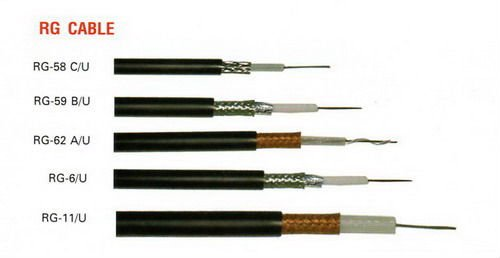 RG CABLE
RG-58 C/U
RG-59 B/U
RG-62 A/U
RG-6/U
RG-11/U